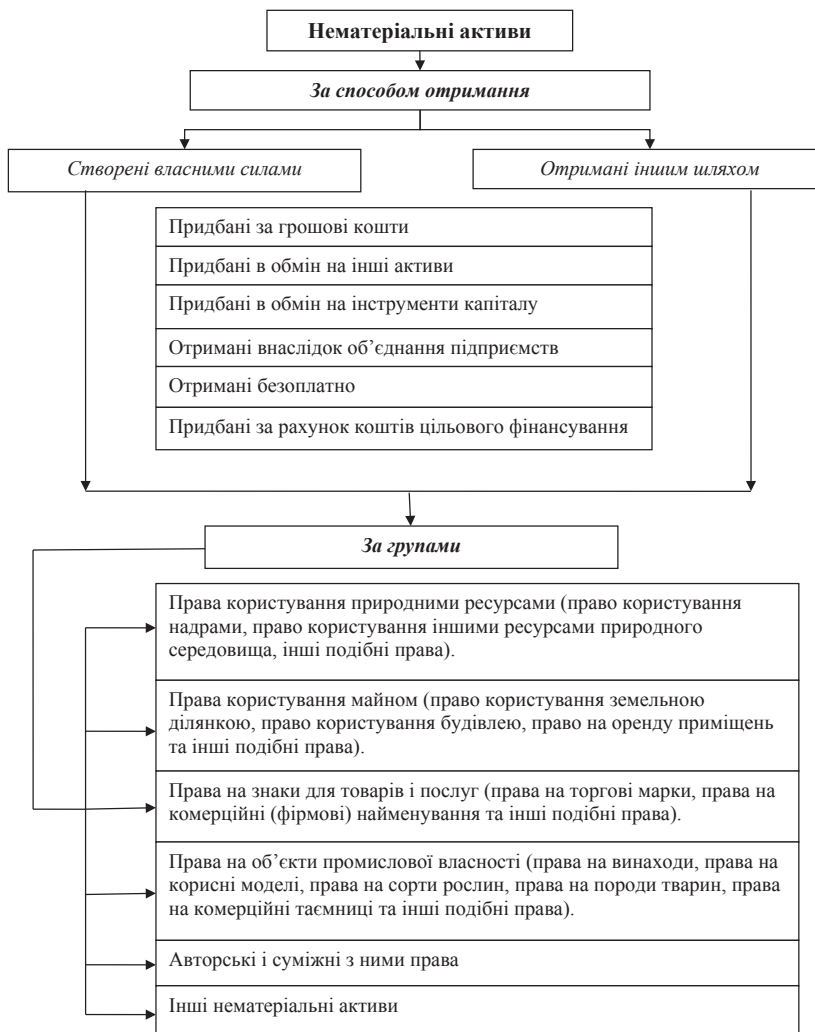 Нематеріальні активи
За способом отримання
Створені власними силами
Отримані іншим шляхом
Придбані за грошові кошти
Придбані в обмін на інші активи
Придбані в обмін на інструменти капіталу
Отримані внаслідок об’єднання підприємств
Отримані безоплатно
Придбані за рахунок коштів цільового фінансування
За групами
Права користування природними ресурсами (право користування
надрами, право користування іншими ресурсами природного
середовища, інші подібні права).
Права користування майном (право користування земельною
ділянкою, право користування будівлею, право на оренду приміщень
та інші подібні права).
Права на знаки для товарів і послуг (права на торгові марки, права на
комерційні (фірмові) найменування та інші подібні права).
Права на об’єкти промислової власності (права на винаходи, права на
корисні моделі, права на сорти рослин, права на породи тварин, права
на комерційні таємниці та інші подібні права).
Авторські і суміжні з ними права
Інші нематеріальні активи